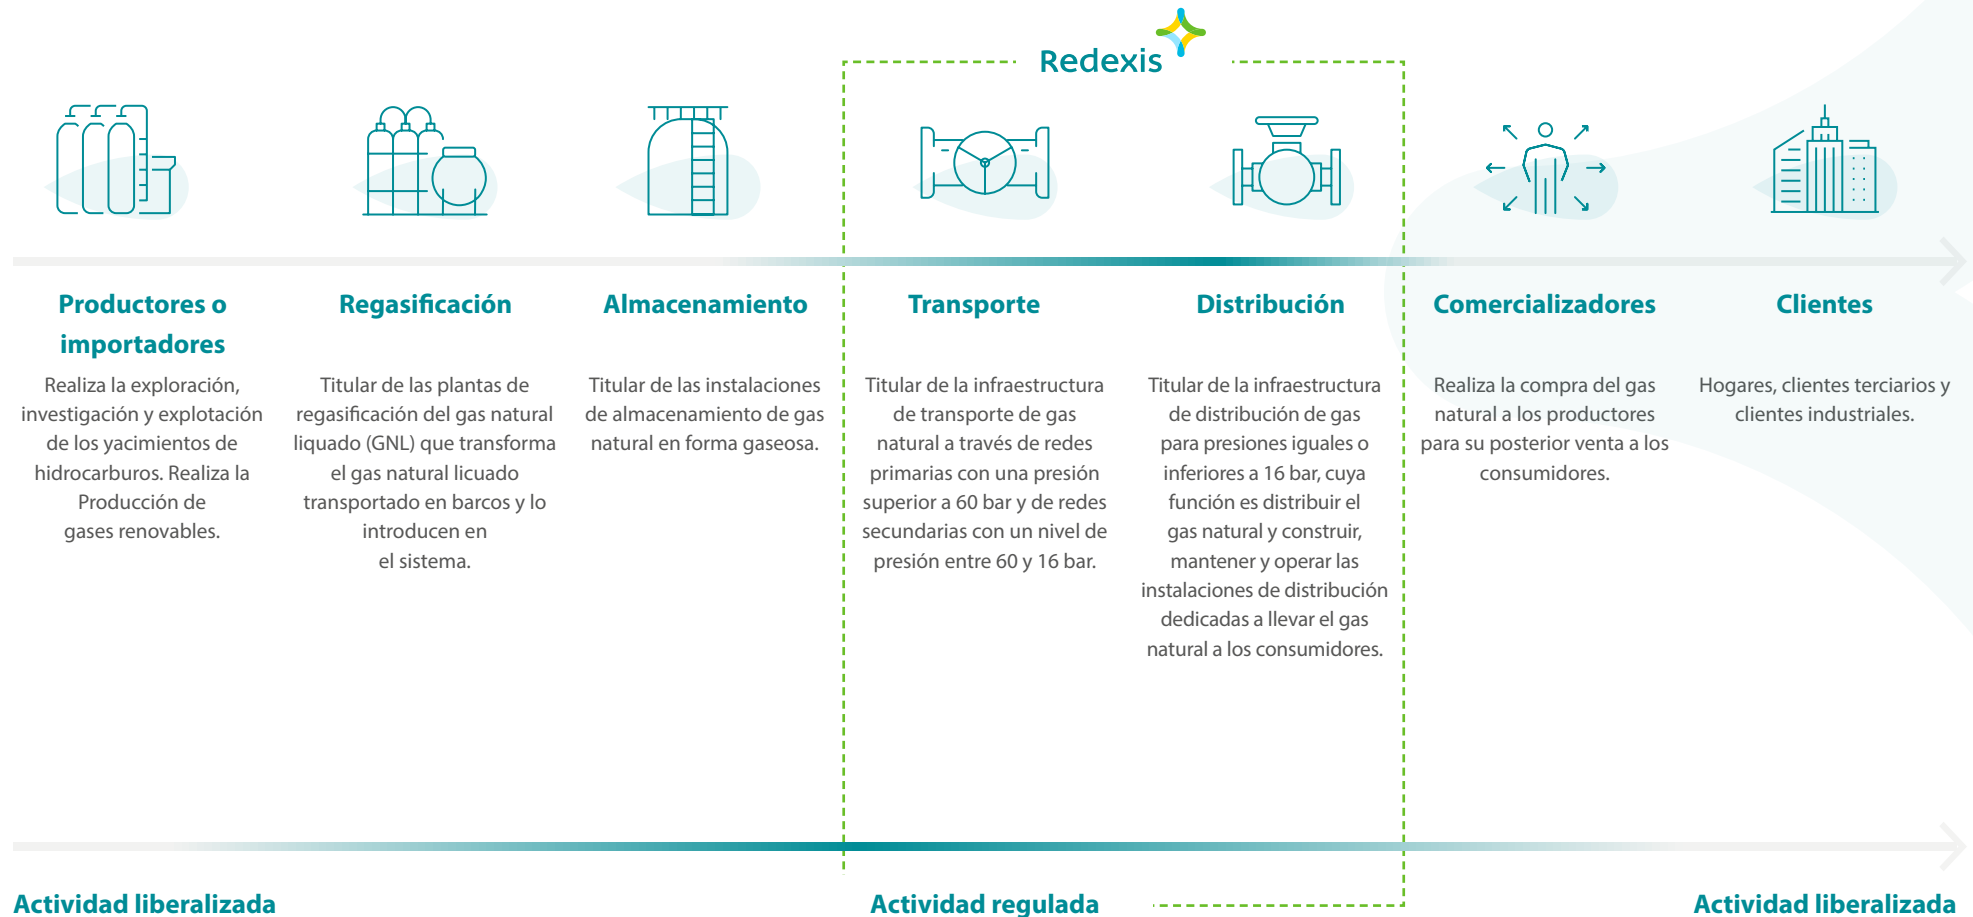 Redexis
Productores o
importadores
Realiza la exploración,
investigación y explotación
de los yacimientos de
hidrocarburos. Realiza la
Producción de
gases renovables.
Regasificación
Titular de las plantas de
regasificación del gas natural
liquado (GNL) que transforma
el gas natural licuado
transportado en barcos y lo
introducen en
el sistema.
Almacenamiento
Titular de las instalaciones
de almacenamiento de gas
natural en forma gaseosa.
Transporte
Titular de la infraestructura
de transporte de gas
natural a través de redes
primarias con una presión
superior a 60 bar y de redes
secundarias con un nivel de
presión entre 60 y 16 bar.
Distribución
Titular de la infraestructura
de distribución de gas
para presiones iguales o
inferiores a 16 bar, cuya
función es distribuir el
gas natural y construir,
mantener y operar las
instalaciones de distribución
dedicadas a llevar el gas
natural a los consumidores.
Comercializadores
Realiza la compra del gas
natural a los productores
para su posterior venta a los
consumidores.
Clientes
Hogares, clientes terciarios y
clientes industriales.
Actividad liberalizada
Actividad regulada
Actividad liberalizada